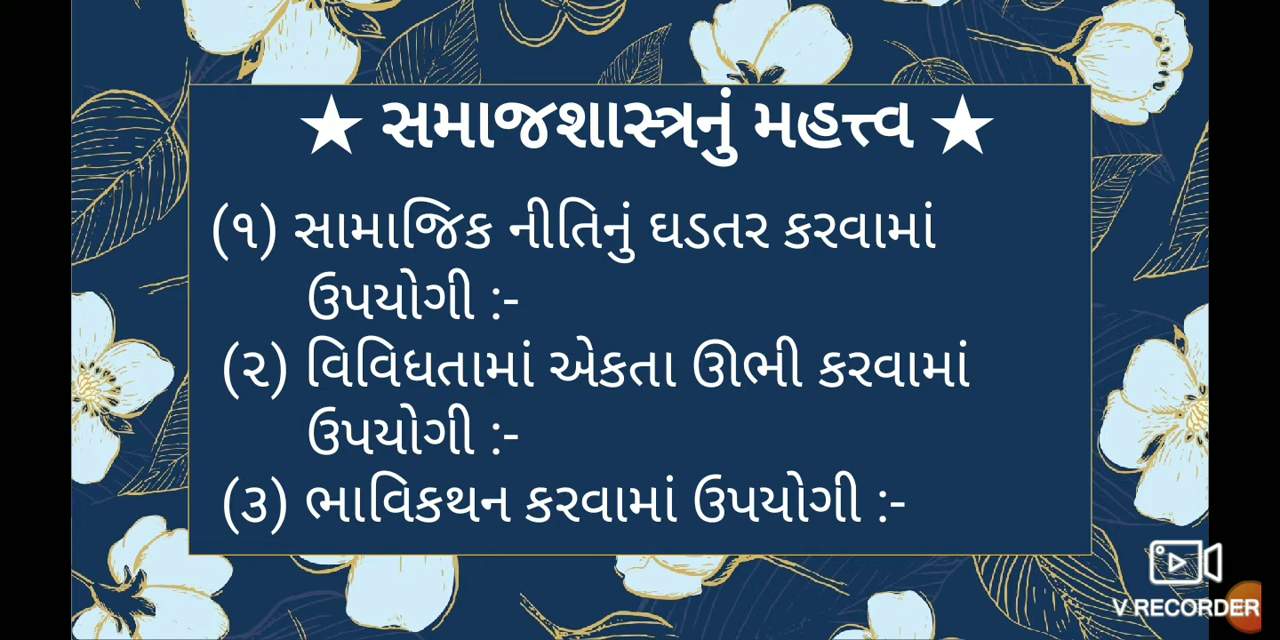 ★ સમાજશાસ્ત્રનું મહત્ત્વ ★
(૧) સામાજિક નીતિનું ઘડતર કરવામાં
ઉપયોગી :-
(૨) વિવિધતામાં એકતા ઊભી કરવામાં
ઉપયોગી :-
(૩) ભાવિકથન કરવામાં ઉપયોગી :-
V RECORDER